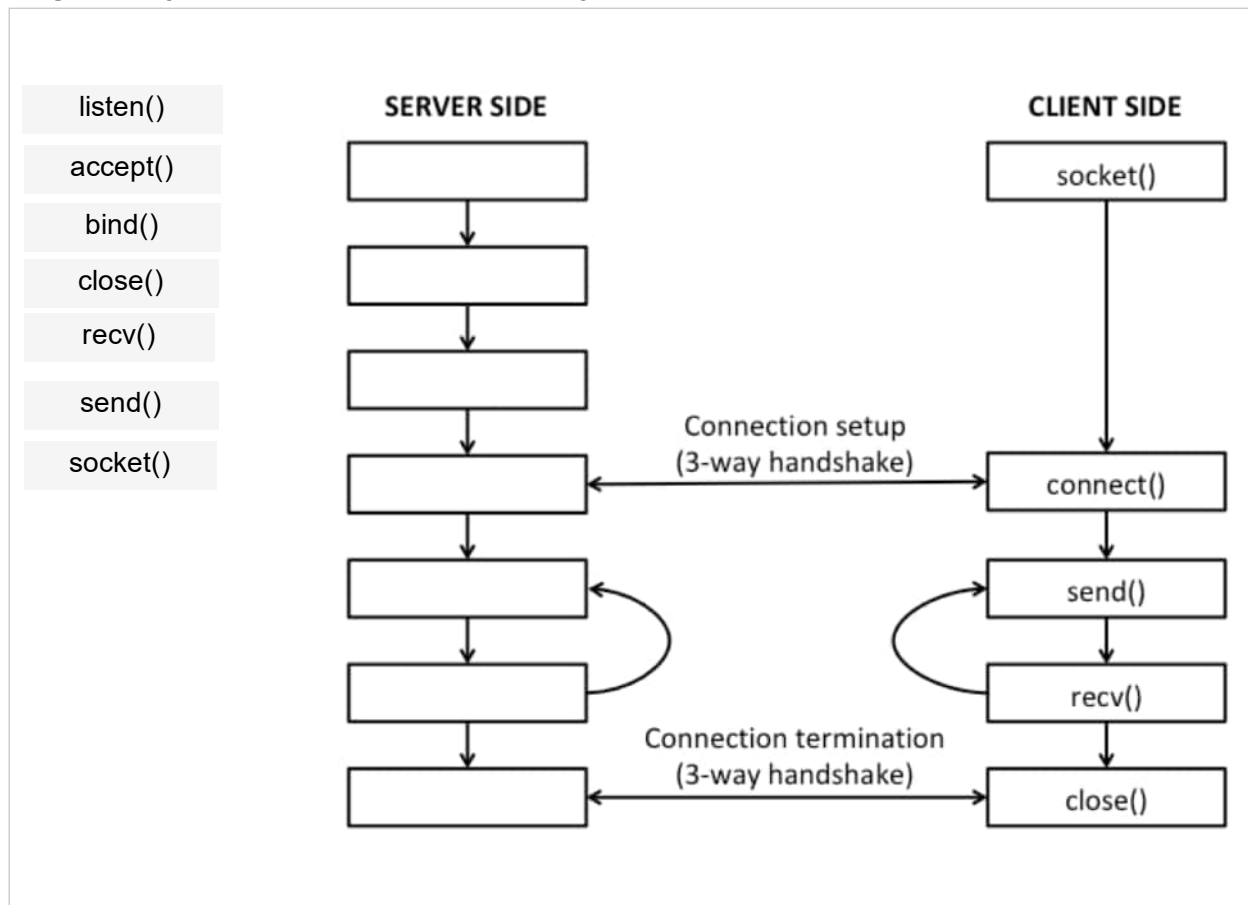 listen()
accept()
bind()
close()
recv()
send()
socket()
SERVER SIDE
CLIENT SIDE
socket()
Connection setup
(3-way handshake)
connect()
send()
recv()
Connection termination
(3-way handshake)
close()